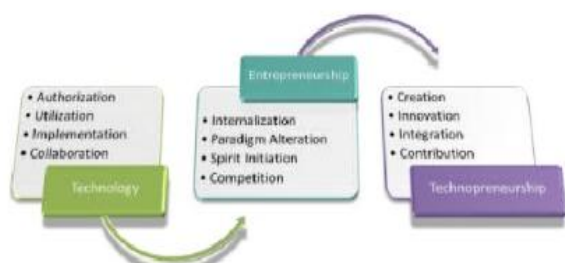 • Authorization
• Utilization
• Implementation
• Collaboration
Technology
Entrepreneurship
• Internalization
• Paradigm Alteration
• Spirit Initiation
• Competition
• Creation
• Innovation
• Integration
• Contribution
Technopreneurship